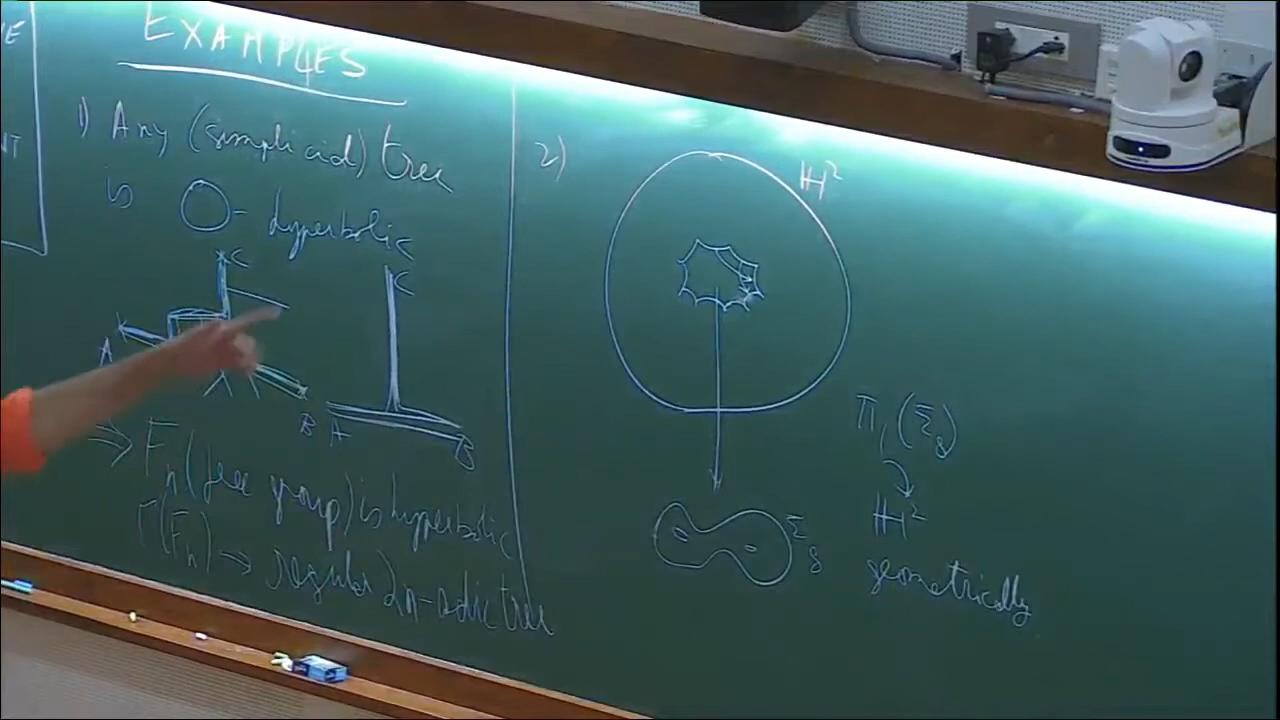 E
NT
EXAMPLES
1) Any (simplicial) tree
is 0-hyperbolic
C
A
B
C
A
B
⇒ Fn (free group) is hyperbolic
Γ(Fn) → regular 2n-adic tree
2)
H²
Σg
π₁(Σg)
↷
H²
geometrically